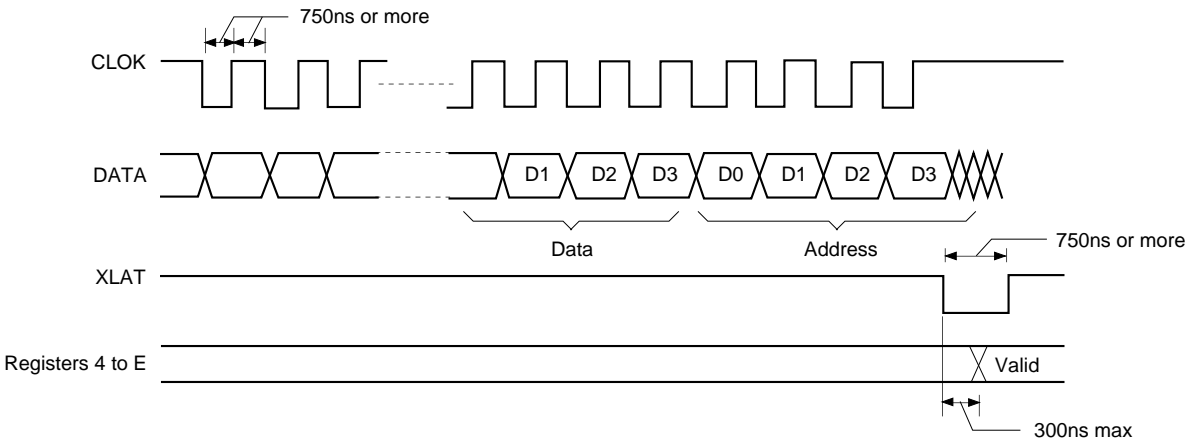 750ns or more
CLOK
DATA
D1 D2 D3 D0 D1 D2 D3
Data Address
750ns or more
XLAT
Registers 4 to E
Valid
300ns max